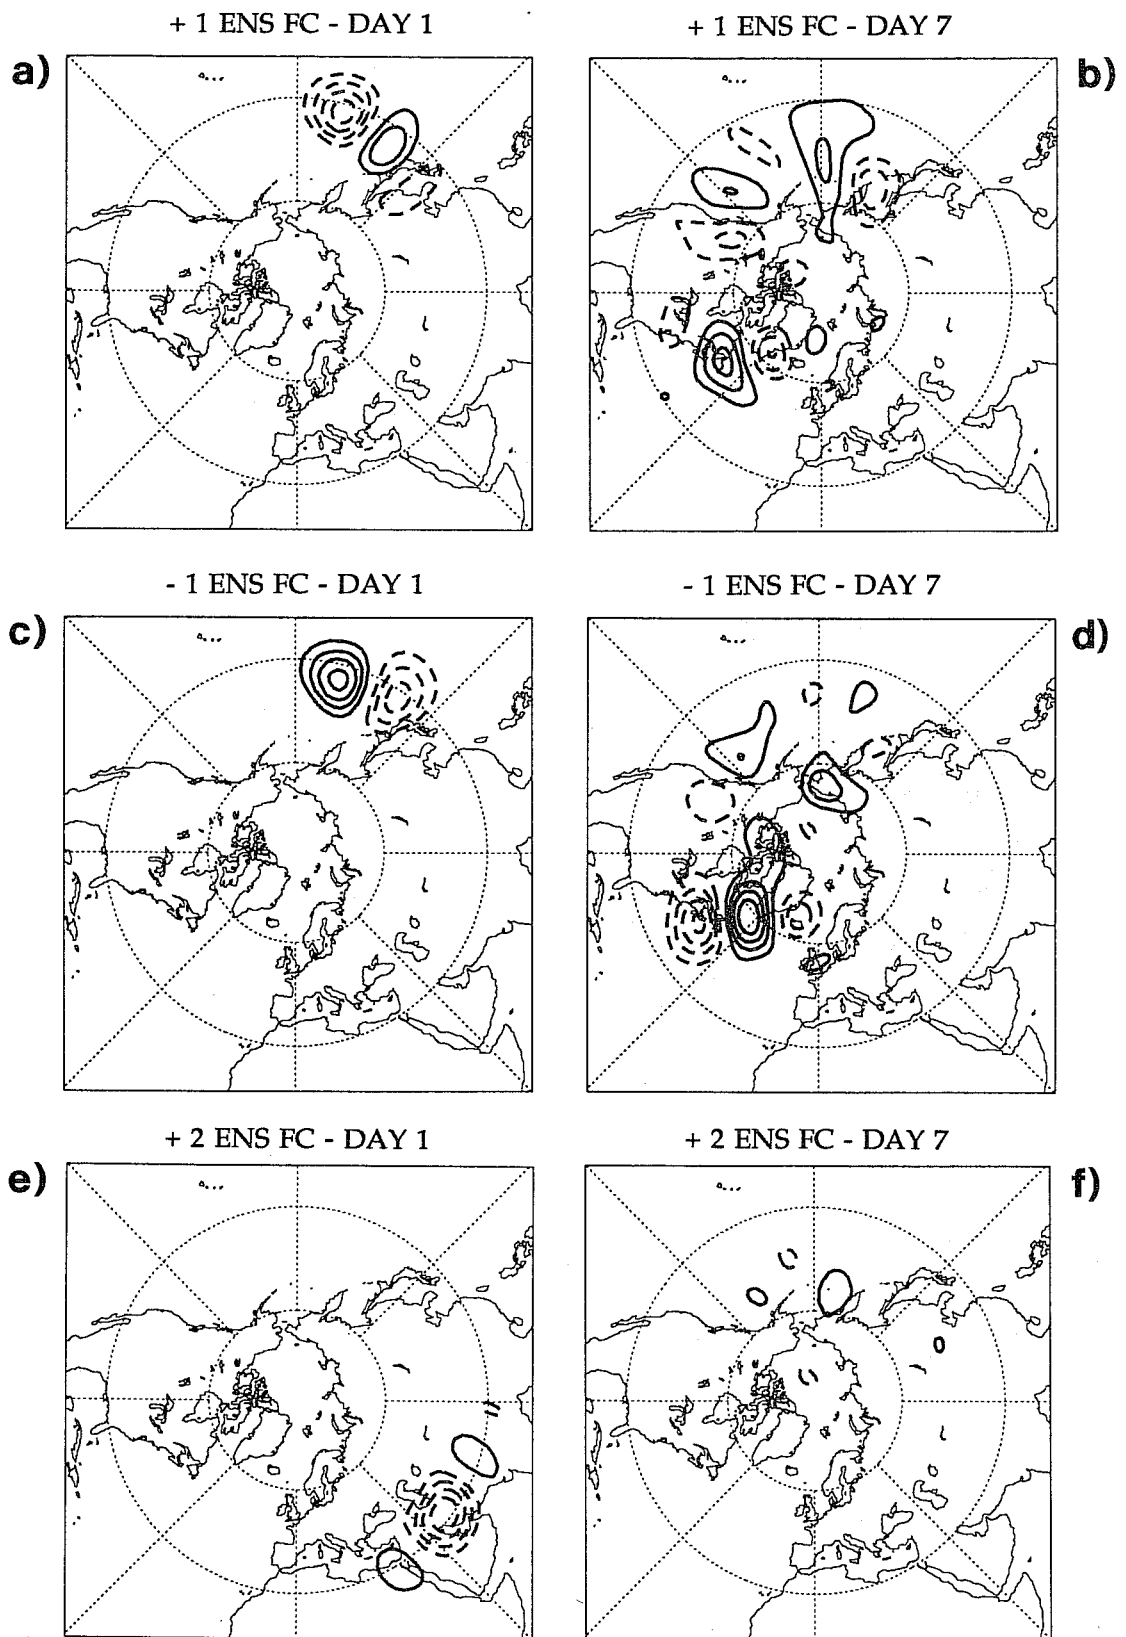 + 1 ENS FC - DAY 1
+ 1 ENS FC - DAY 7
a)
b)
- 1 ENS FC - DAY 1
- 1 ENS FC - DAY 7
c)
d)
+ 2 ENS FC - DAY 1
+ 2 ENS FC - DAY 7
e)
f)